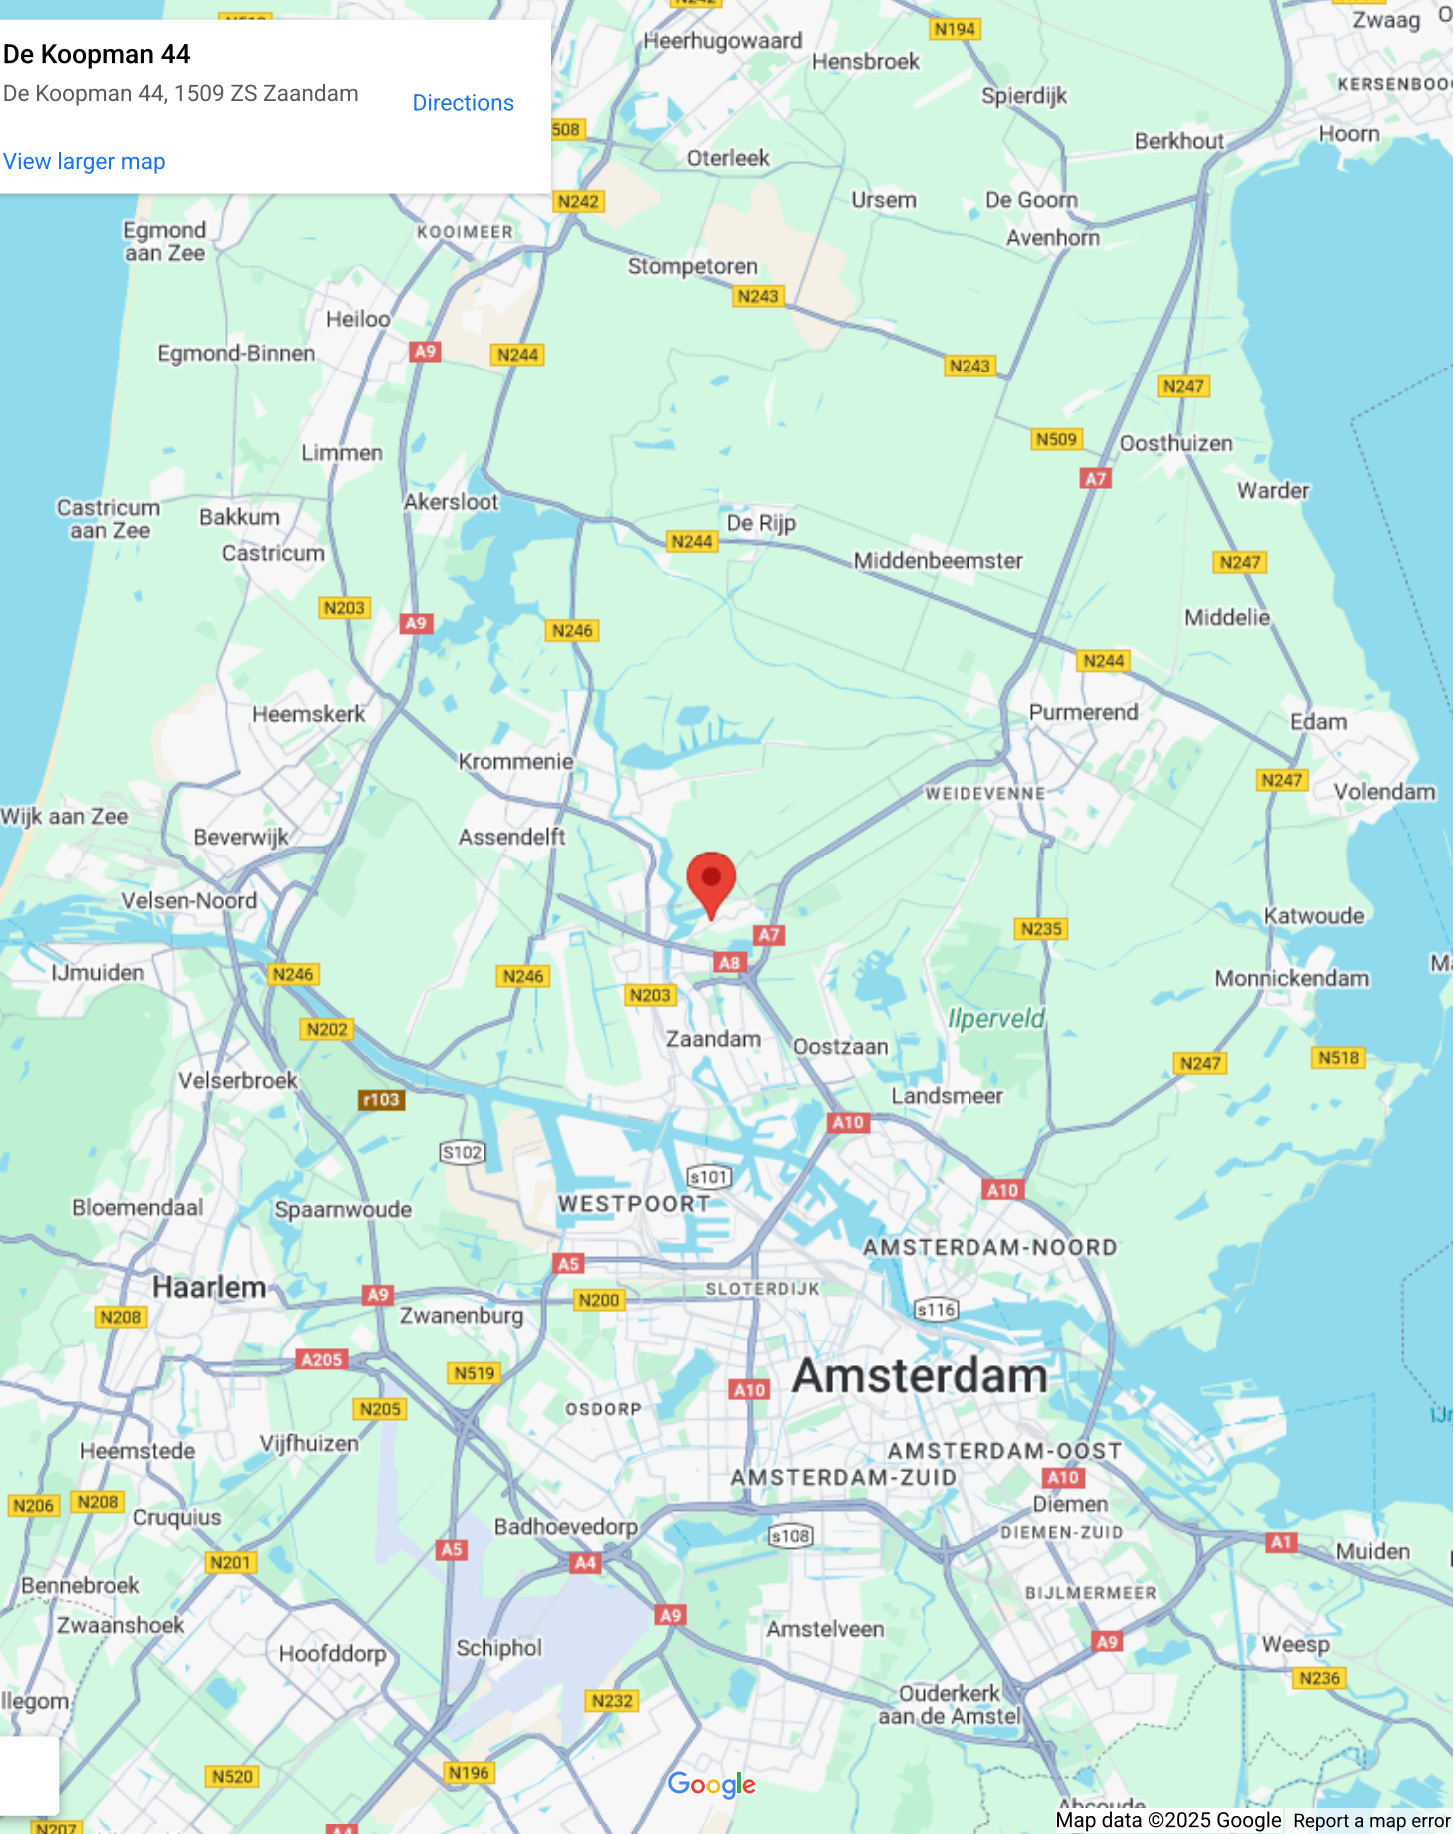 N242
Zwaag
N194
Heerhugowaard
Hensbroek
De Koopman 44
De Koopman 44, 1509 ZS Zaandam
Directions
View larger map
Spierdijk
508
Berkhout
Hoorn
Oterleek
N242
Ursem
De Goorn
Egmond
aan Zee
KOOIMEER
Avenhorn
Stompetoren
N243
Heiloo
Egmond-Binnen
A9
N244
N243
N247
N509
Oosthuizen
Limmen
A7
Warder
Akersloot
Castricum
aan Zee
Bakkum
De Rijp
N244
Castricum
Middenbeemster
N247
N203
A9
N246
Middelie
N244
Heemskerk
Purmerend
Edam
Krommenie
N247
Volendam
WEIDEVENNE
Wijk aan Zee
Beverwijk
Assendelft
Velsen-Noord
Katwoude
A7
N235
A8
IJmuiden
N246
N246
Monnickendam
N203
Ilperveld
N202
Zaandam
Oostzaan
N518
N247
Velserbroek
r103
Landsmeer
A10
S102
s101
A10
Bloemendaal
Spaarnwoude
WESTPOORT
AMSTERDAM-NOORD
A5
Haarlem
SLOTERDIJK
A9
N200
s116
N208
Zwanenburg
A205
N519
Amsterdam
A10
N205
OSDORP
Heemstede
Vijfhuizen
AMSTERDAM-OOST
AMSTERDAM-ZUID
A10
N206
N208
Diemen
Cruquius
Badhoevedorp
s108
DIEMEN-ZUID
A1
Muiden
A5
N201
A4
Bennebroek
BIJLMERMEER
Zwaanshoek
A9
Amstelveen
A9
Weesp
Hoofddorp
Schiphol
N236
llegom
N232
Ouderkerk
aan de Amstel
N520
N196
Google
N207
Map data ©2025 Google
Report a map error